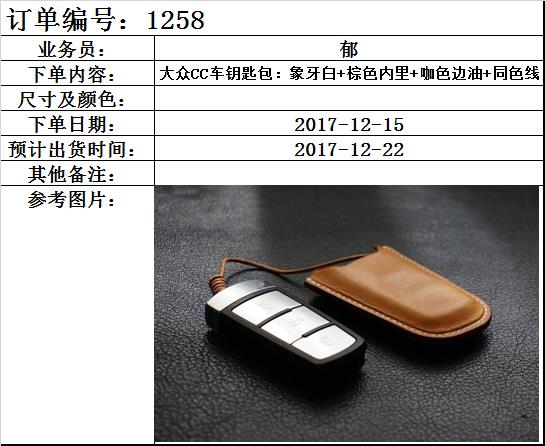 订单编号：1258
业务员： 郁
下单内容： 大众CC车钥匙包：象牙白+棕色内里+咖色边油+同色线
尺寸及颜色：
下单日期： 2017-12-15
预计出货时间： 2017-12-22
其他备注：
参考图片：